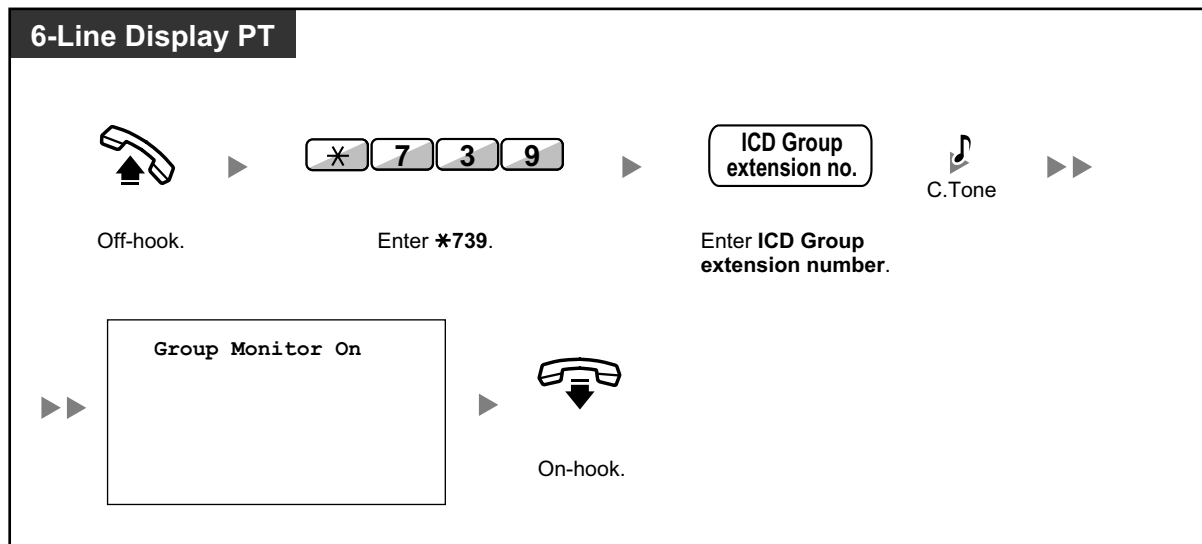 6-Line Display PT
✳ 7 3 9
ICD Group
extension no.
C.Tone
Off-hook.
Enter ✳739.
Enter ICD Group
extension number.
Group Monitor On
On-hook.